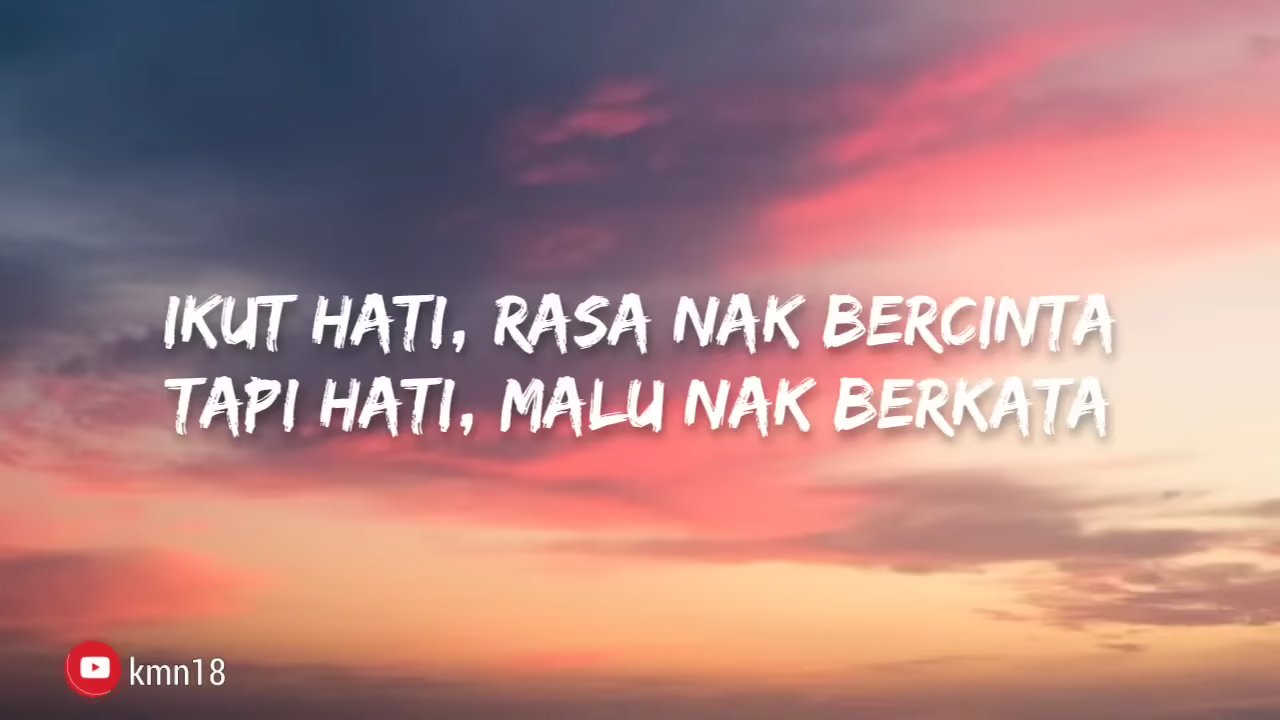 IKUT HATI, RASA NAK BERCINTA
TAPI HATI, MALU NAK BERKATA
kmn18